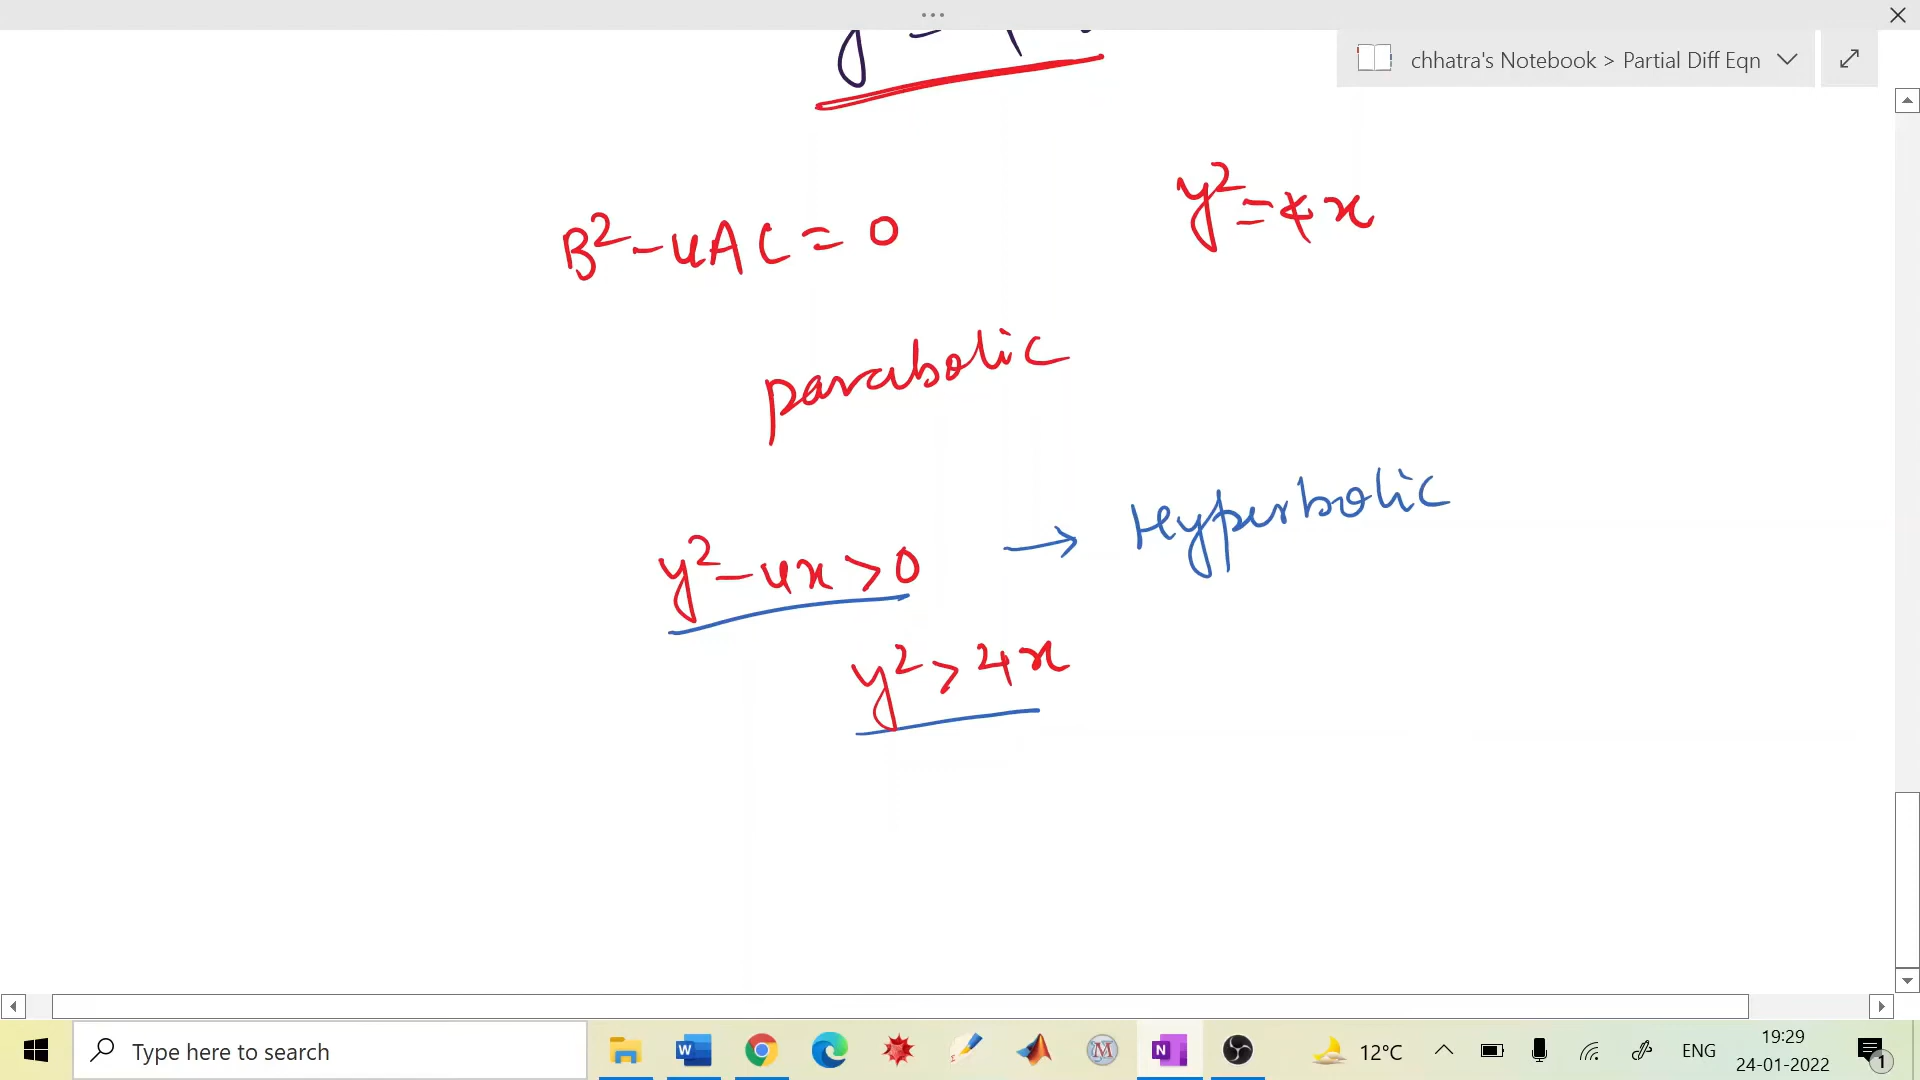 chhatra's Notebook > Partial Diff Eqn
y² = 4x
B² - 4AC = 0
parabolic
y² - 4x > 0 → Hyperbolic
y² > 4x
Type here to search
12°C
ENG
19:29
24-01-2022
1